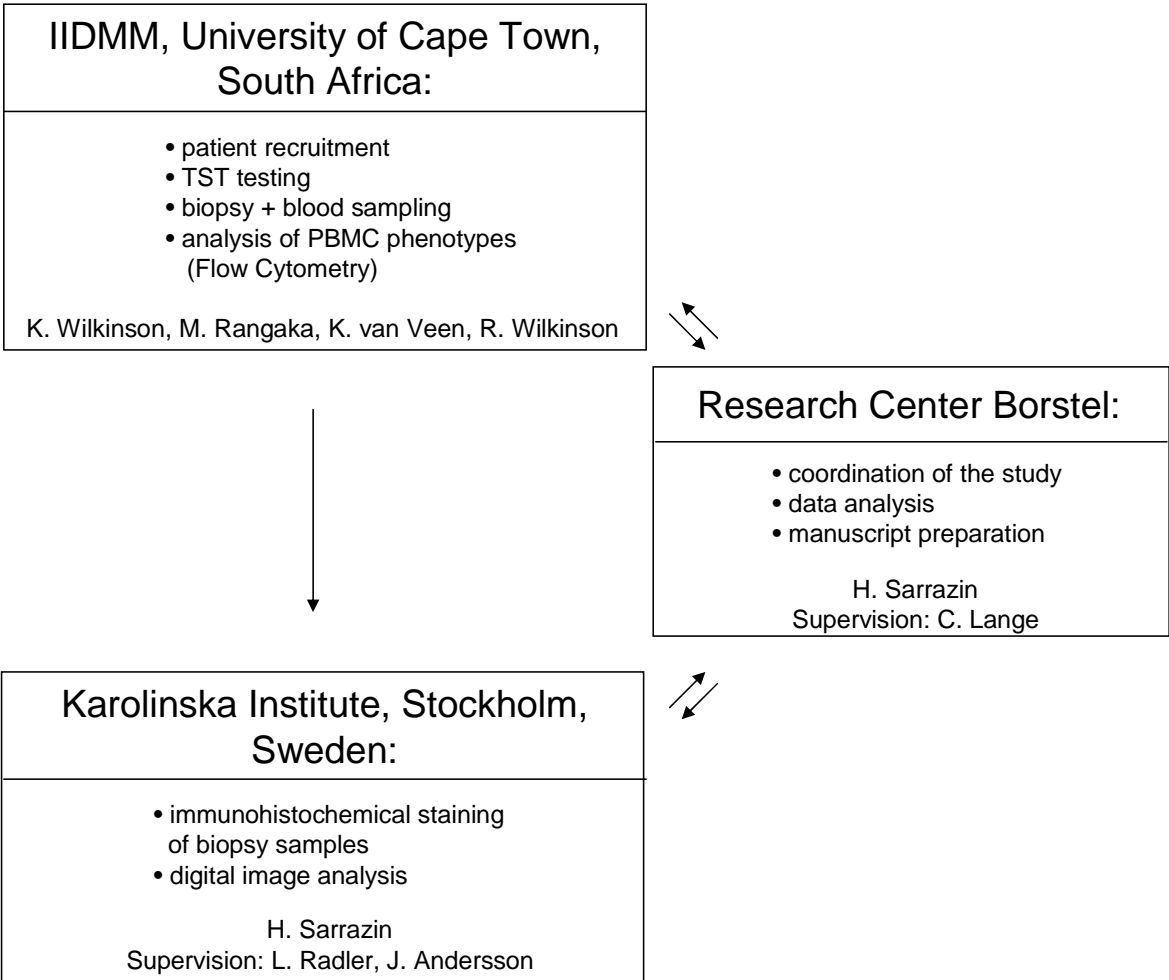 IIDMM, University of Cape Town,
South Africa:
• patient recruitment
• TST testing
• biopsy + blood sampling
• analysis of PBMC phenotypes
(Flow Cytometry)
K. Wilkinson, M. Rangaka, K. van Veen, R. Wilkinson
Research Center Borstel:
• coordination of the study
• data analysis
• manuscript preparation
H. Sarrazin
Supervision: C. Lange
Karolinska Institute, Stockholm,
Sweden:
• immunohistochemical staining
of biopsy samples
• digital image analysis
H. Sarrazin
Supervision: L. Radler, J. Andersson